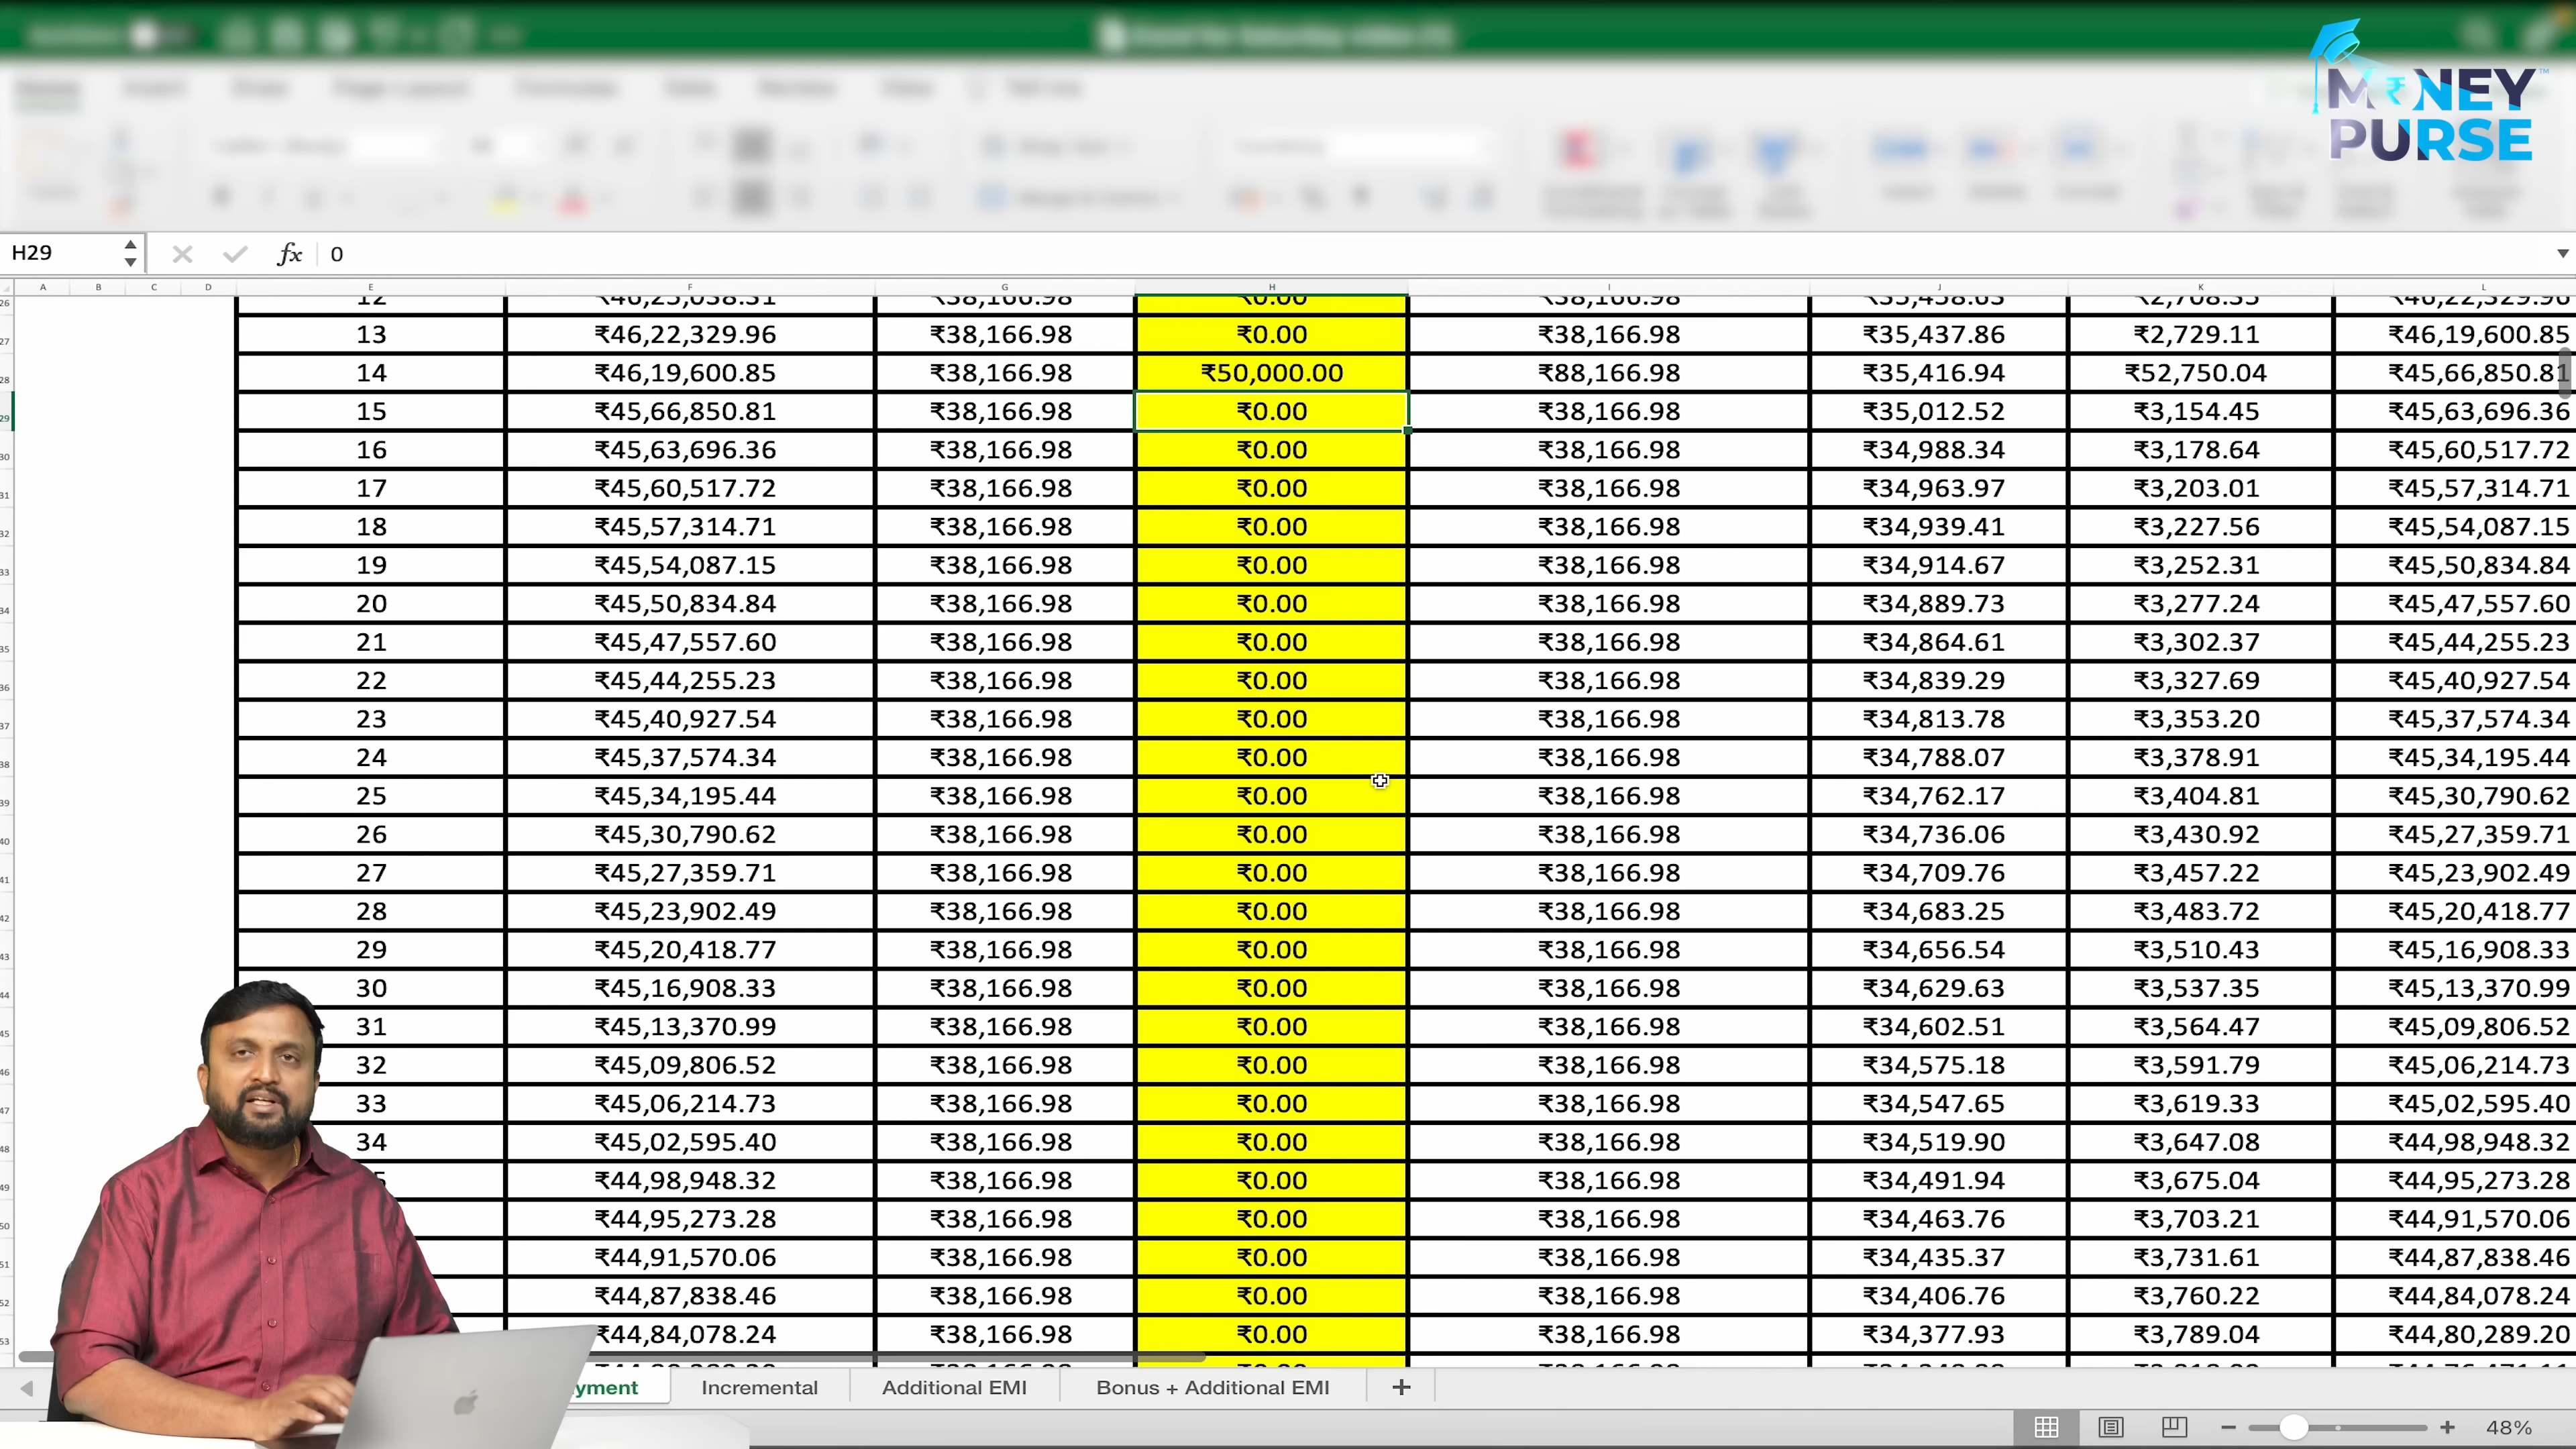 MONEY™
PURSE
H29 fx 0
A B C D E F G H I J K L
26 12 ₹46,25,038.31 ₹38,166.98 ₹0.00 ₹38,166.98 ₹35,458.63 ₹2,708.35 ₹46,22,329.96
27 13 ₹46,22,329.96 ₹38,166.98 ₹0.00 ₹38,166.98 ₹35,437.86 ₹2,729.11 ₹46,19,600.85
28 14 ₹46,19,600.85 ₹38,166.98 ₹50,000.00 ₹88,166.98 ₹35,416.94 ₹52,750.04 ₹45,66,850.81
29 15 ₹45,66,850.81 ₹38,166.98 ₹0.00 ₹38,166.98 ₹35,012.52 ₹3,154.45 ₹45,63,696.36
30 16 ₹45,63,696.36 ₹38,166.98 ₹0.00 ₹38,166.98 ₹34,988.34 ₹3,178.64 ₹45,60,517.72
31 17 ₹45,60,517.72 ₹38,166.98 ₹0.00 ₹38,166.98 ₹34,963.97 ₹3,203.01 ₹45,57,314.71
32 18 ₹45,57,314.71 ₹38,166.98 ₹0.00 ₹38,166.98 ₹34,939.41 ₹3,227.56 ₹45,54,087.15
33 19 ₹45,54,087.15 ₹38,166.98 ₹0.00 ₹38,166.98 ₹34,914.67 ₹3,252.31 ₹45,50,834.84
34 20 ₹45,50,834.84 ₹38,166.98 ₹0.00 ₹38,166.98 ₹34,889.73 ₹3,277.24 ₹45,47,557.60
35 21 ₹45,47,557.60 ₹38,166.98 ₹0.00 ₹38,166.98 ₹34,864.61 ₹3,302.37 ₹45,44,255.23
36 22 ₹45,44,255.23 ₹38,166.98 ₹0.00 ₹38,166.98 ₹34,839.29 ₹3,327.69 ₹45,40,927.54
37 23 ₹45,40,927.54 ₹38,166.98 ₹0.00 ₹38,166.98 ₹34,813.78 ₹3,353.20 ₹45,37,574.34
38 24 ₹45,37,574.34 ₹38,166.98 ₹0.00 ₹38,166.98 ₹34,788.07 ₹3,378.91 ₹45,34,195.44
39 25 ₹45,34,195.44 ₹38,166.98 ₹0.00 ₹38,166.98 ₹34,762.17 ₹3,404.81 ₹45,30,790.62
40 26 ₹45,30,790.62 ₹38,166.98 ₹0.00 ₹38,166.98 ₹34,736.06 ₹3,430.92 ₹45,27,359.71
41 27 ₹45,27,359.71 ₹38,166.98 ₹0.00 ₹38,166.98 ₹34,709.76 ₹3,457.22 ₹45,23,902.49
42 28 ₹45,23,902.49 ₹38,166.98 ₹0.00 ₹38,166.98 ₹34,683.25 ₹3,483.72 ₹45,20,418.77
43 29 ₹45,20,418.77 ₹38,166.98 ₹0.00 ₹38,166.98 ₹34,656.54 ₹3,510.43 ₹45,16,908.33
44 30 ₹45,16,908.33 ₹38,166.98 ₹0.00 ₹38,166.98 ₹34,629.63 ₹3,537.35 ₹45,13,370.99
45 31 ₹45,13,370.99 ₹38,166.98 ₹0.00 ₹38,166.98 ₹34,602.51 ₹3,564.47 ₹45,09,806.52
46 32 ₹45,09,806.52 ₹38,166.98 ₹0.00 ₹38,166.98 ₹34,575.18 ₹3,591.79 ₹45,06,214.73
47 33 ₹45,06,214.73 ₹38,166.98 ₹0.00 ₹38,166.98 ₹34,547.65 ₹3,619.33 ₹45,02,595.40
48 34 ₹45,02,595.40 ₹38,166.98 ₹0.00 ₹38,166.98 ₹34,519.90 ₹3,647.08 ₹44,98,948.32
49 5 ₹44,98,948.32 ₹38,166.98 ₹0.00 ₹38,166.98 ₹34,491.94 ₹3,675.04 ₹44,95,273.28
50 ₹44,95,273.28 ₹38,166.98 ₹0.00 ₹38,166.98 ₹34,463.76 ₹3,703.21 ₹44,91,570.06
51 ₹44,91,570.06 ₹38,166.98 ₹0.00 ₹38,166.98 ₹34,435.37 ₹3,731.61 ₹44,87,838.46
52 ₹44,87,838.46 ₹38,166.98 ₹0.00 ₹38,166.98 ₹34,406.76 ₹3,760.22 ₹44,84,078.24
53 ₹44,84,078.24 ₹38,166.98 ₹0.00 ₹38,166.98 ₹34,377.93 ₹3,789.04 ₹44,80,289.20
yment Incremental Additional EMI Bonus + Additional EMI +
48%